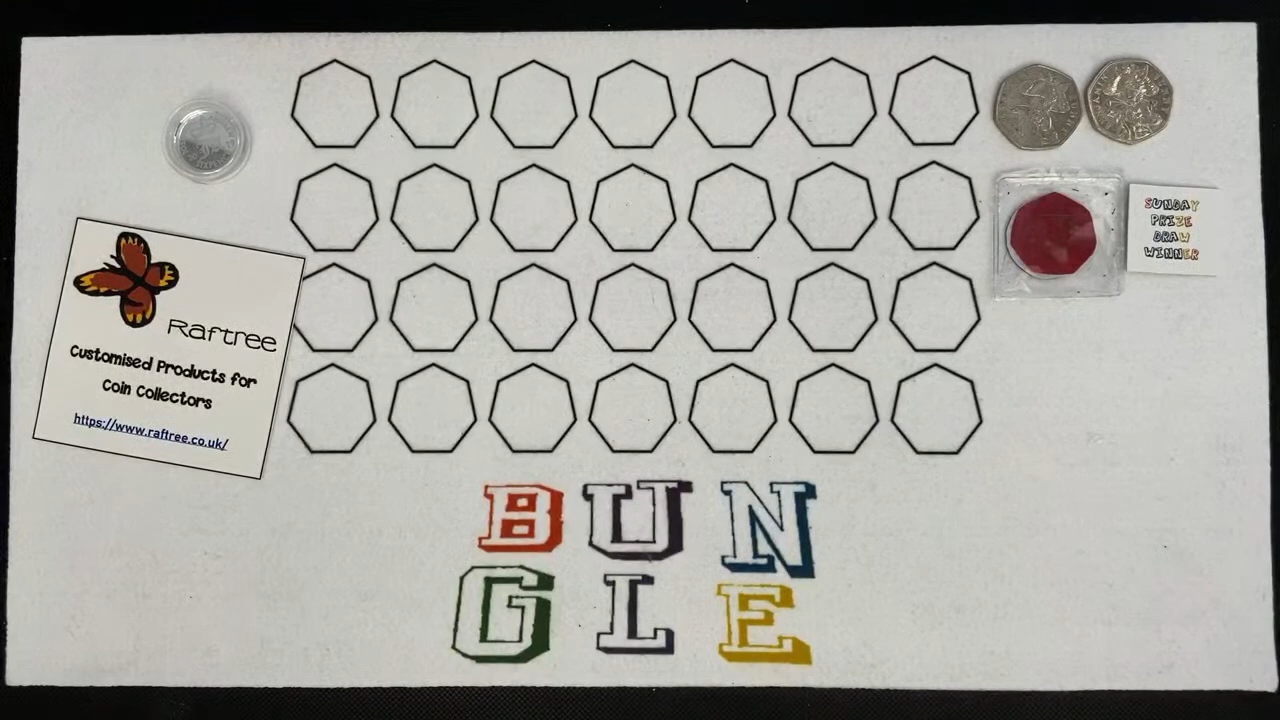 Raftree
Customised Products for
Coin Collectors
https://www.raftree.co.uk/
SUNDAY
PRIZE
DRAW
WINNER
BUN
GLE